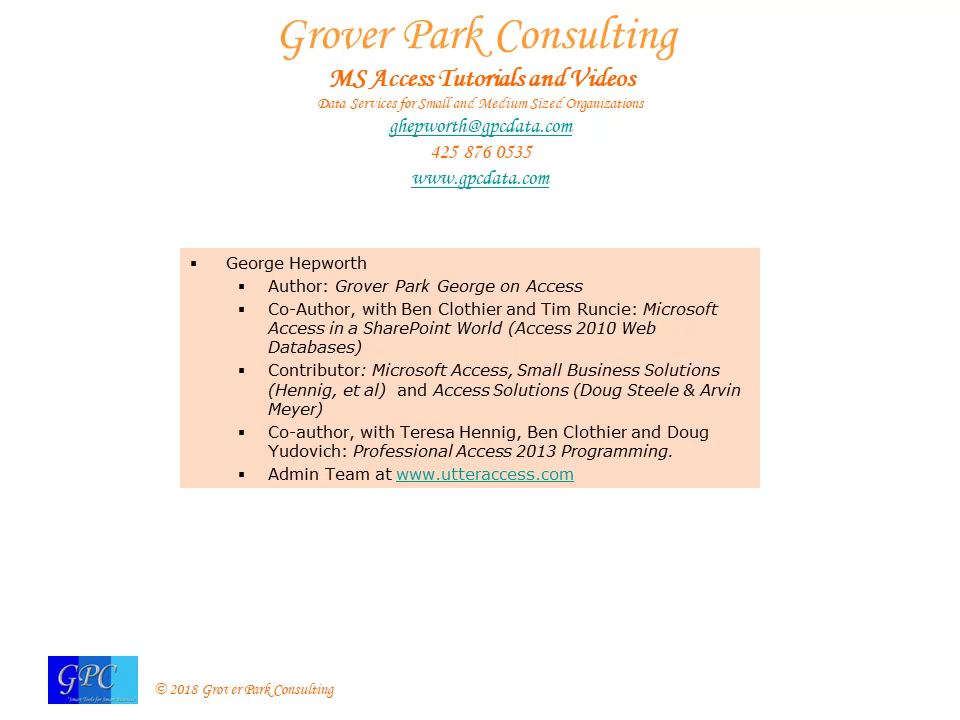 Grover Park Consulting
MS Access Tutorials and Videos
Data Services for Small and Medium Sized Organizations
ghepworth@gpcdata.com
425 876 0535
www.gpcdata.com
▪ George Hepworth
▪ Author: Grover Park George on Access
▪ Co-Author, with Ben Clothier and Tim Runcie: Microsoft
Access in a SharePoint World (Access 2010 Web
Databases)
▪ Contributor: Microsoft Access, Small Business Solutions
(Hennig, et al) and Access Solutions (Doug Steele & Arvin
Meyer)
▪ Co-author, with Teresa Hennig, Ben Clothier and Doug
Yudovich: Professional Access 2013 Programming.
▪ Admin Team at www.utteraccess.com
GPC
"Smart Tools for Smart
© 2018 Grover Park Consulting